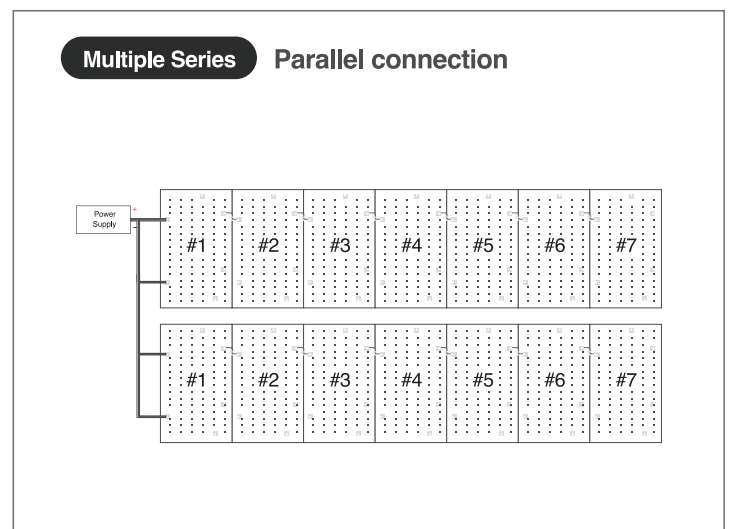 Multiple Series Parallel connection
Power
Supply
+
-
#1 #2 #3 #4 #5 #6 #7
#1 #2 #3 #4 #5 #6 #7